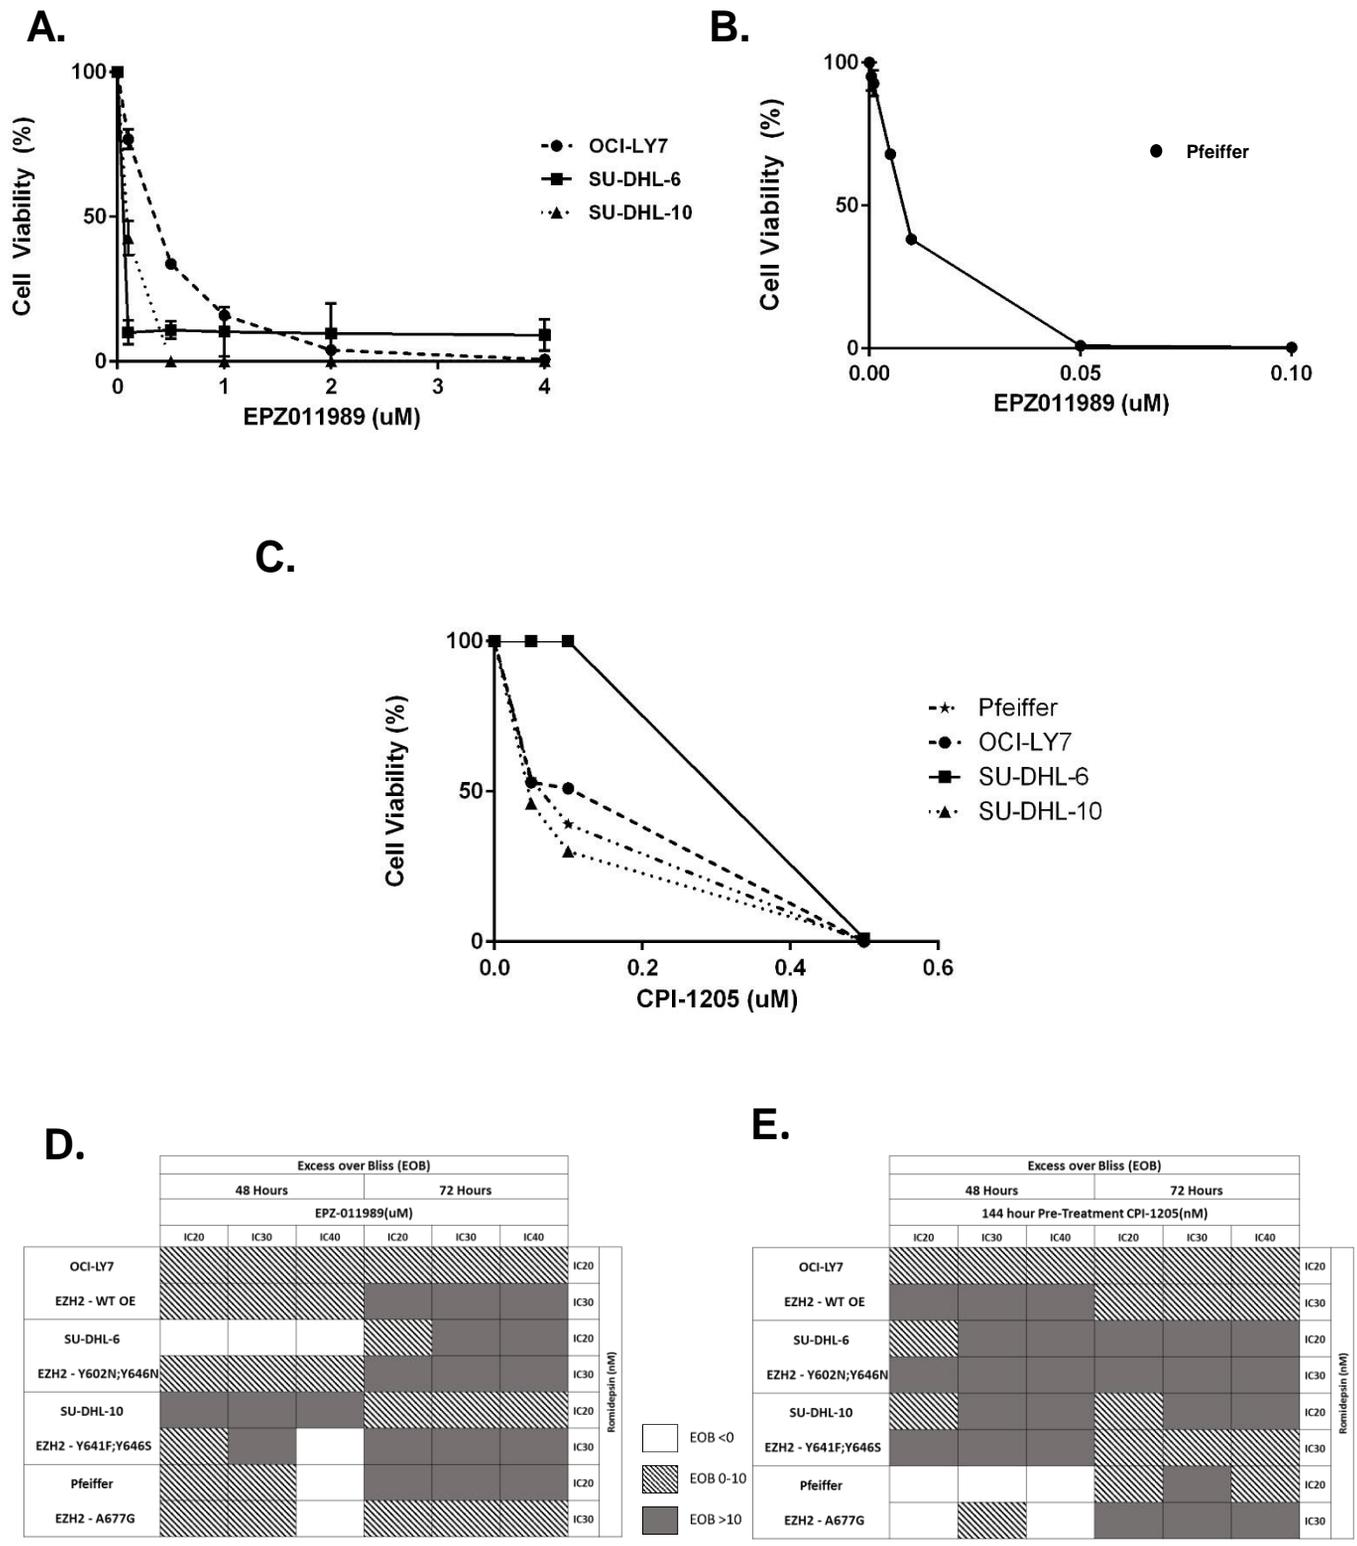 A.
100
50
0
0 1 2 3 4
Cell Viability (%)
EPZ011989 (uM)
OCI-LY7
SU-DHL-6
SU-DHL-10
B.
100
50
0
0.00 0.05 0.10
Cell Viability (%)
EPZ011989 (uM)
Pfeiffer
C.
100
50
0
0.0 0.2 0.4 0.6
Cell Viability (%)
CPI-1205 (uM)
Pfeiffer
OCI-LY7
SU-DHL-6
SU-DHL-10
D.
Excess over Bliss (EOB)
48 Hours 72 Hours
EPZ-011989(uM)
IC20 IC30 IC40 IC20 IC30 IC40
OCI-LY7 IC20
EZH2 - WT OE IC30
SU-DHL-6 IC20
EZH2 - Y602N;Y646N IC30
SU-DHL-10 IC20
EZH2 - Y641F;Y646S IC30
Pfeiffer IC20
EZH2 - A677G IC30
Romidepsin (nM)
EOB <0
EOB 0-10
EOB >10
E.
Excess over Bliss (EOB)
48 Hours 72 Hours
144 hour Pre-Treatment CPI-1205(nM)
IC20 IC30 IC40 IC20 IC30 IC40
OCI-LY7 IC20
EZH2 - WT OE IC30
SU-DHL-6 IC20
EZH2 - Y602N;Y646N IC30
SU-DHL-10 IC20
EZH2 - Y641F;Y646S IC30
Pfeiffer IC20
EZH2 - A677G IC30
Romidepsin (nM)